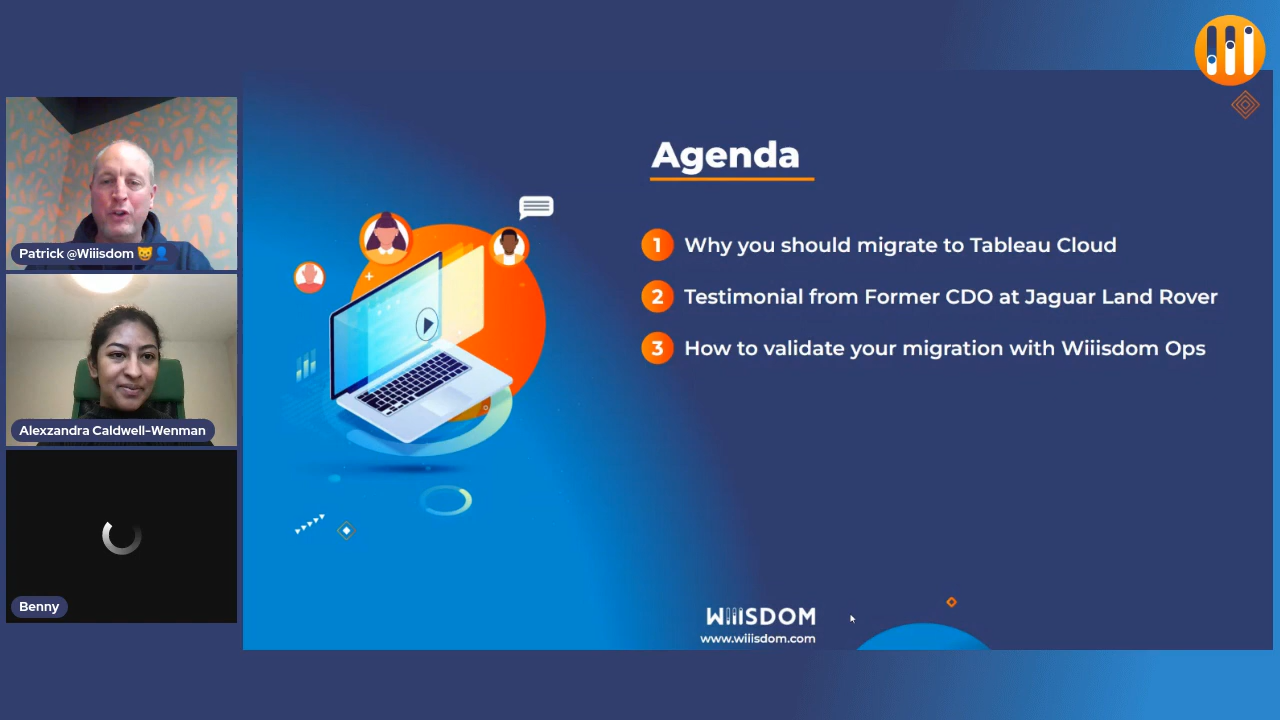 Patrick @Wiiisdom 😼👤
Alexzandra Caldwell-Wenman
Benny
Agenda
1 Why you should migrate to Tableau Cloud
2 Testimonial from Former CDO at Jaguar Land Rover
3 How to validate your migration with Wiiisdom Ops
WIIISDOM
www.wiiisdom.com